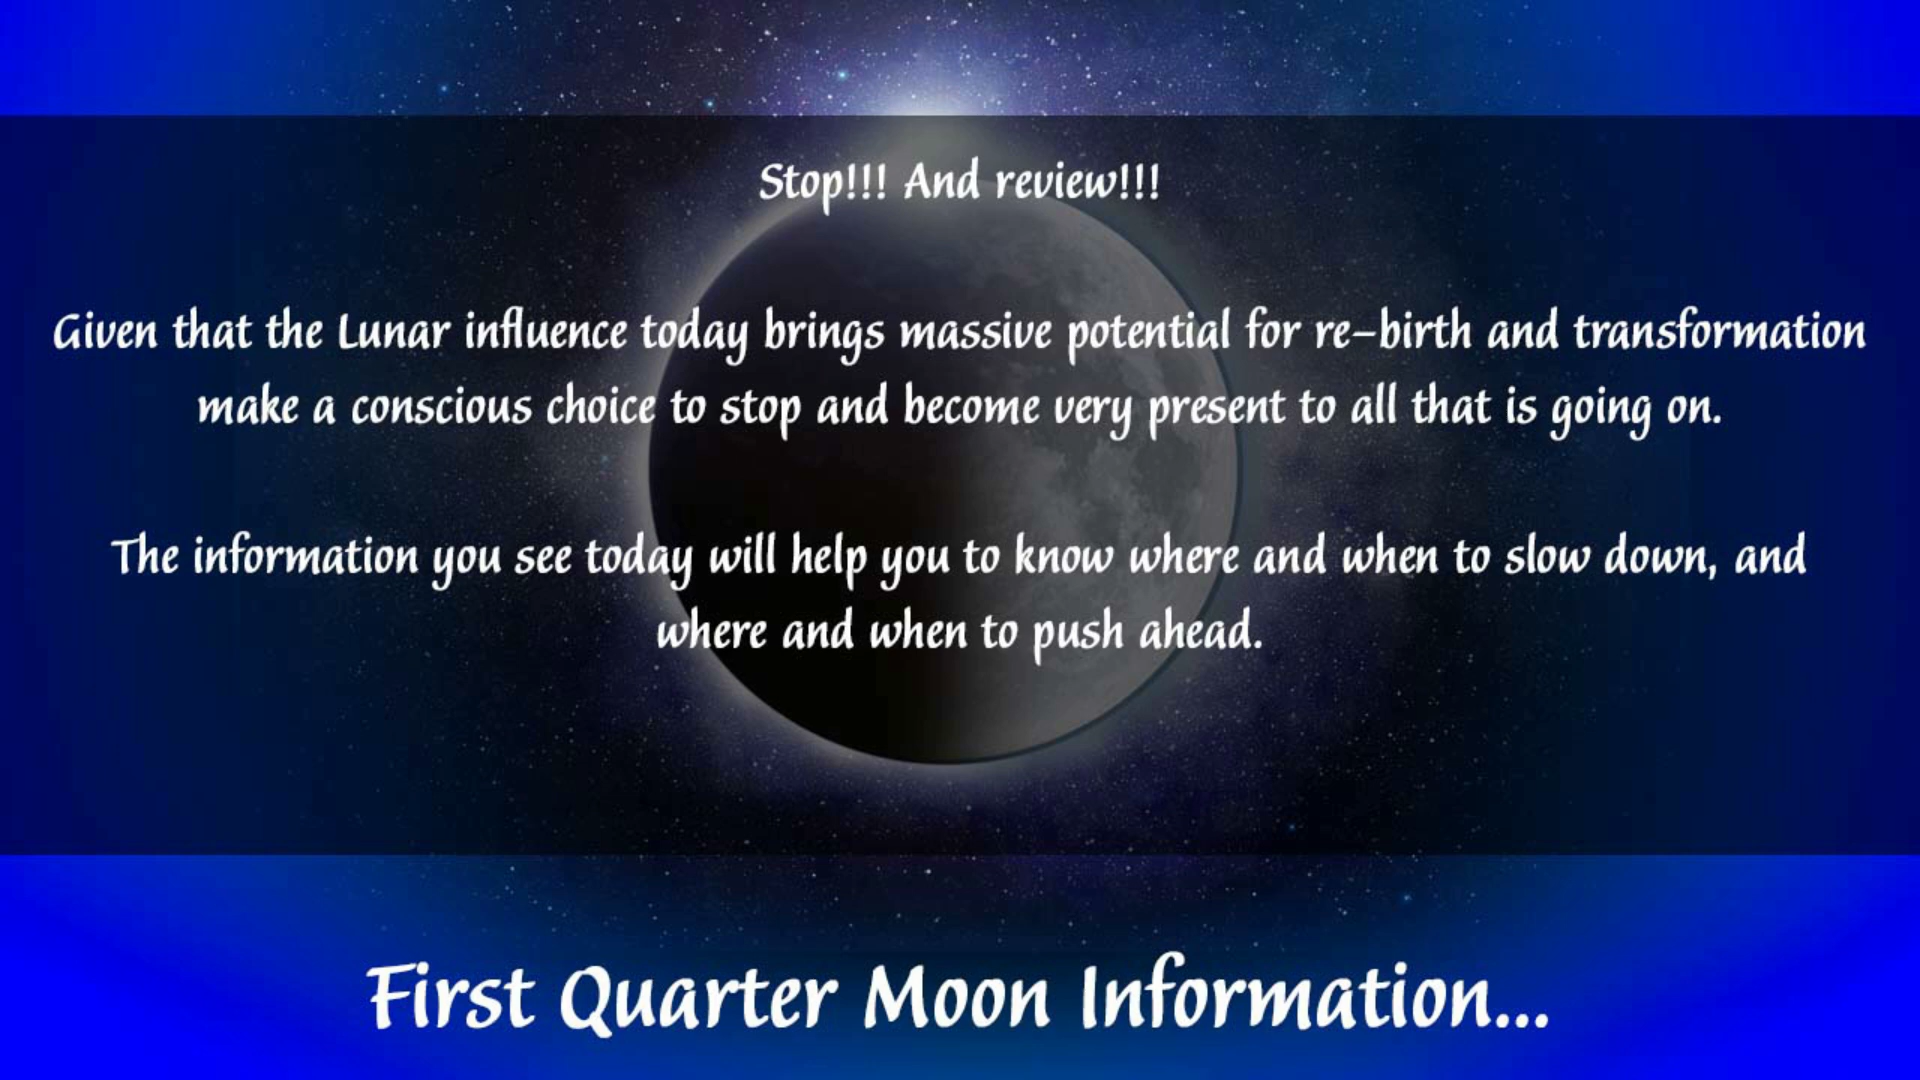 Stop!!! And review!!!
Given that the Lunar influence today brings massive potential for re-birth and transformation
make a conscious choice to stop and become very present to all that is going on.
The information you see today will help you to know where and when to slow down, and
where and when to push ahead.
First Quarter Moon Information...